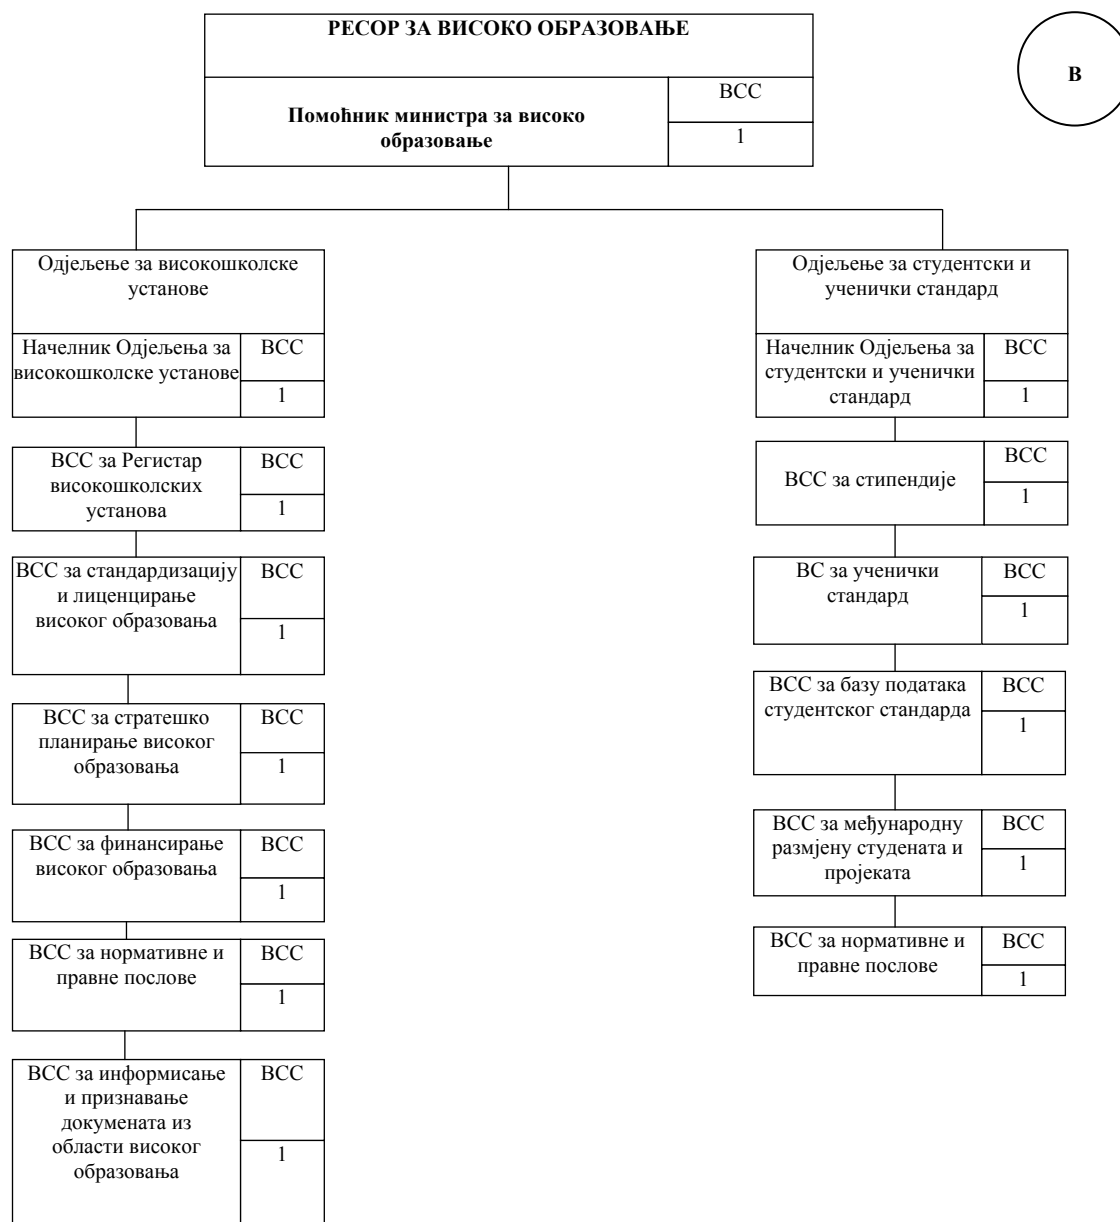 РЕСОР ЗА ВИСОКО ОБРАЗОВАЊЕ
Помоћник министра за високо
образовање
ВСС
1
В
Одјељење за високошколске
установе
Начелник Одјељења за
високошколске установе
ВСС
1
ВСС за Регистар
високошколских
установа
ВСС
1
ВСС за стандардизацију
и лиценцирање
високог образовања
ВСС
1
ВСС за стратешко
планирање високог
образовања
ВСС
1
ВСС за финансирање
високог образовања
ВСС
1
ВСС за нормативне и
правне послове
ВСС
1
ВСС за информисање
и признавање
докумената из
области високог
образовања
ВСС
1
Одјељење за студентски и
ученички стандард
Начелник Одјељења за
студентски и ученички
стандард
ВСС
1
ВСС за стипендије
ВСС
1
ВС за ученички
стандард
ВСС
1
ВСС за базу података
студентског стандарда
ВСС
1
ВСС за међународну
размјену студената и
пројеката
ВСС
1
ВСС за нормативне и
правне послове
ВСС
1